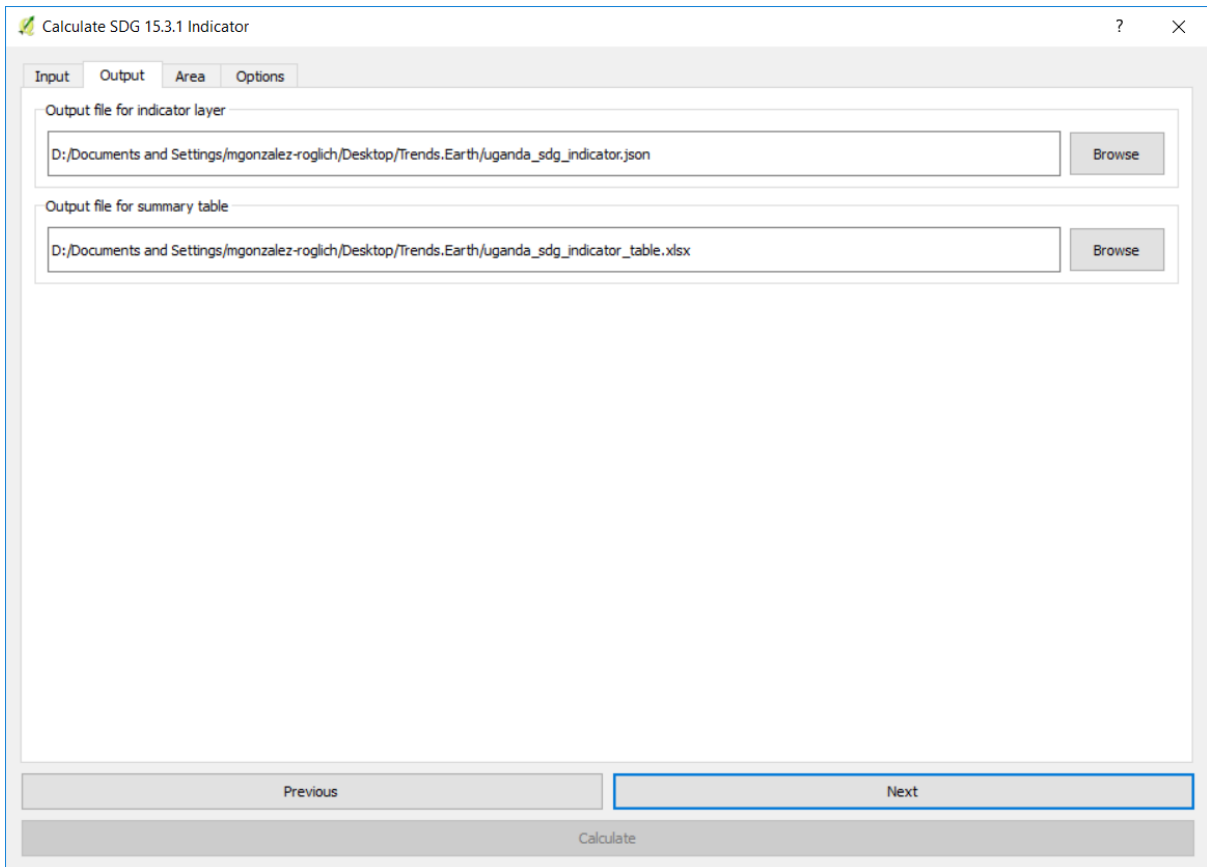 Calculate SDG 15.3.1 Indicator
?
Input Output Area Options
Output file for indicator layer
D:/Documents and Settings/mgonzalez-roglich/Desktop/Trends.Earth/uganda_sdg_indicator.json
Browse
Output file for summary table
D:/Documents and Settings/mgonzalez-roglich/Desktop/Trends.Earth/uganda_sdg_indicator_table.xlsx
Browse
Previous
Next
Calculate